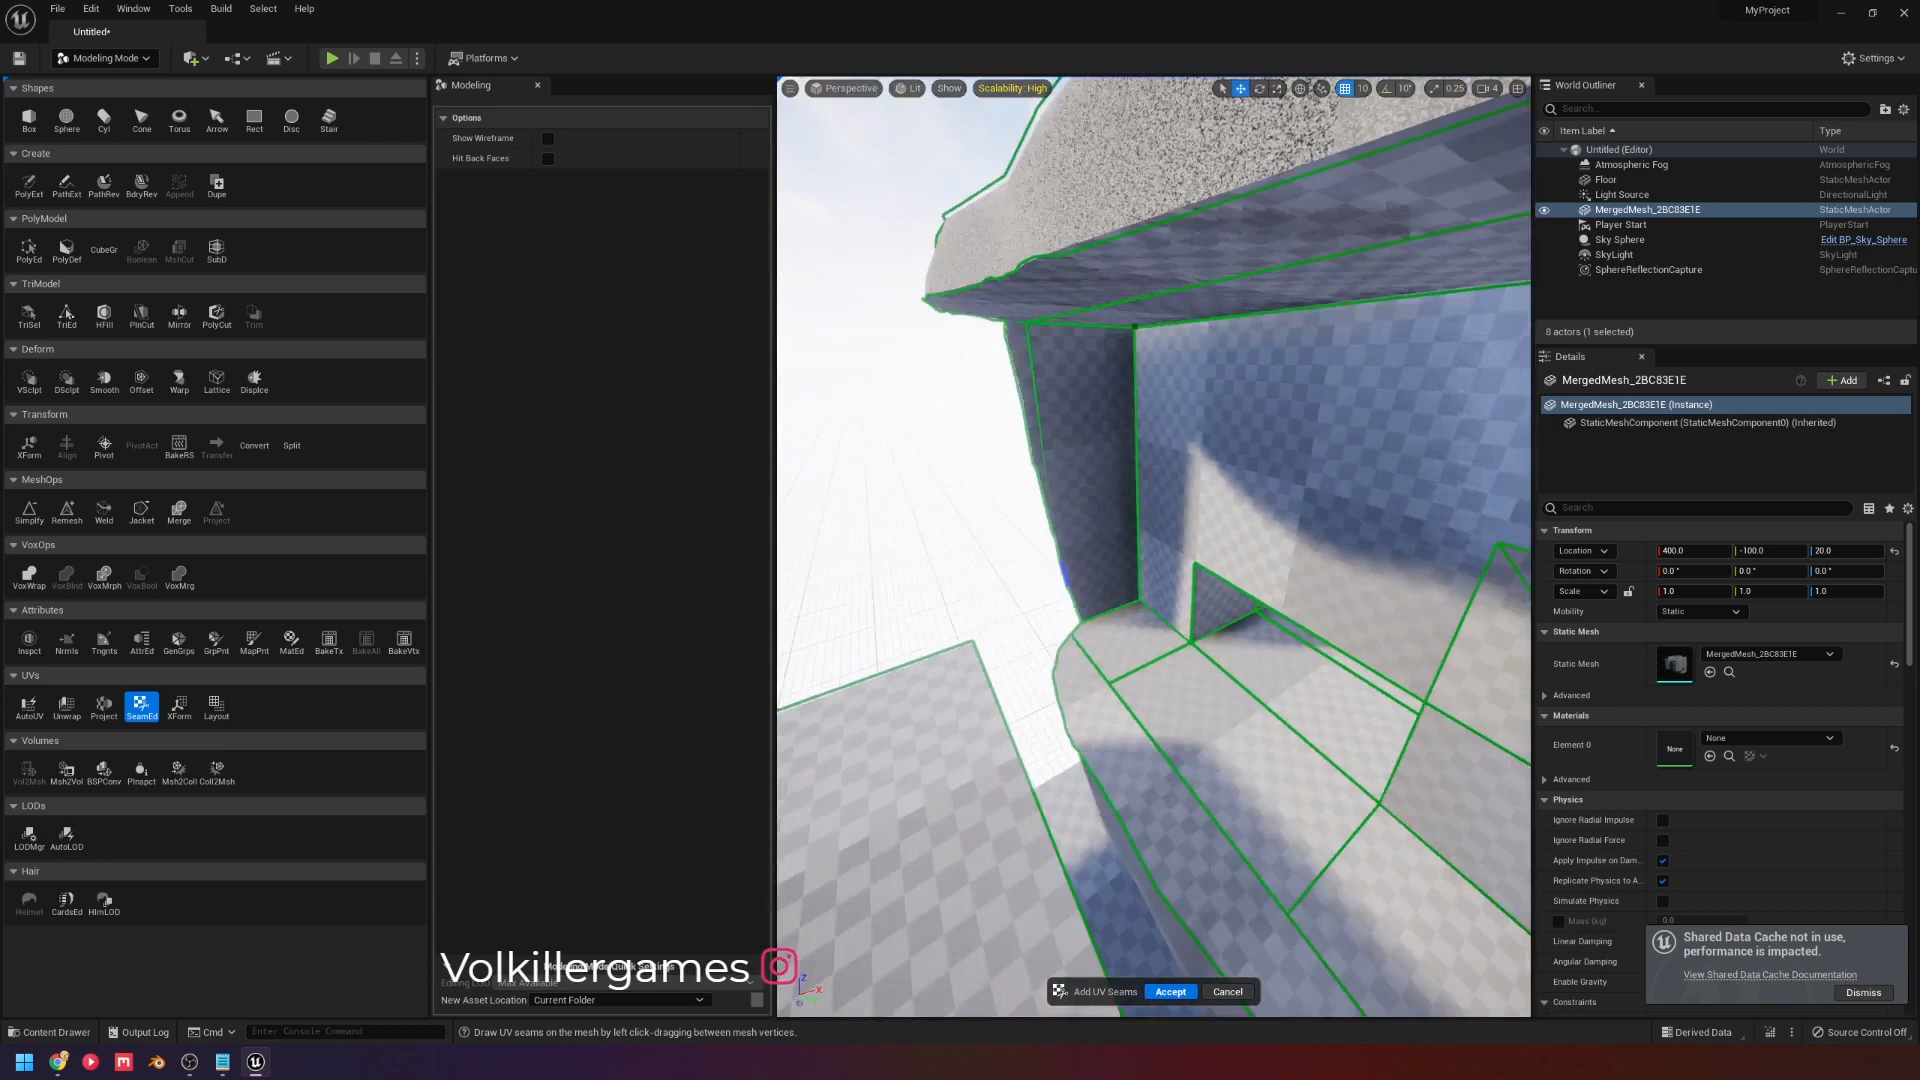 File Edit Window Tools Build Select Help
MyProject
Untitled*
Modeling Mode
Platforms
Settings
Shapes
Box Sphere Cyl Cone Torus Arrow Rect Disc Stair
Create
PolyExt PathExt PathRev BdryRev Append Dupe
PolyModel
PolyEd PolyDef CubeGr Boolean MshCut SubD
TriModel
TriSel TriEd HFill PlnCut Mirror PolyCut Trim
Deform
VSclpt DSclpt Smooth Offset Warp Lattice Displce
Transform
XForm Align Pivot PivotAct BakeRS Transfer Convert Split
MeshOps
Simplfy Remesh Weld Jacket Merge Project
VoxOps
VoxWrap VoxBlnd VoxMrph VoxBool VoxMrg
Attributes
Inspct Nrmls Tngnts AttrEd GenGrps GrpPnt MapPnt MatEd BakeTx BakeAll BakeVtx
UVs
AutoUV Unwrap Project SeamEd XForm Layout
Volumes
Vol2Msh Msh2Vol BSPConv PInspct Msh2Coll Coll2Msh
LODs
LODMgr AutoLOD
Hair
Helmet CardsEd HlmLOD
Modeling
Options
Show Wireframe
Hit Back Faces
Volkillergames
New Asset Location Current Folder
Perspective Lit Show Scalability: High
10 10° 0.25 4
Add UV Seams Accept Cancel
World Outliner
Search...
Item Label Type
Untitled (Editor) World
Atmospheric Fog AtmosphericFog
Floor StaticMeshActor
Light Source DirectionalLight
MergedMesh_2BC83E1E StaticMeshActor
Player Start PlayerStart
Sky Sphere Edit BP_Sky_Sphere
SkyLight SkyLight
SphereReflectionCapture SphereReflectionCaptu
8 actors (1 selected)
Details
MergedMesh_2BC83E1E
Add
MergedMesh_2BC83E1E (Instance)
StaticMeshComponent (StaticMeshComponent0) (Inherited)
Search
Transform
Location 400.0 -100.0 20.0
Rotation 0.0° 0.0° 0.0°
Scale 1.0 1.0 1.0
Mobility Static
Static Mesh
Static Mesh MergedMesh_2BC83E1E
Advanced
Materials
Element 0 None None
Advanced
Physics
Ignore Radial Impulse
Ignore Radial Force
Apply Impulse on Dam...
Replicate Physics to A...
Simulate Physics
Mass (kg) 0.0
Linear Damping
Angular Damping
Enable Gravity
Constraints
Shared Data Cache not in use,
performance is impacted.
View Shared Data Cache Documentation
Dismiss
Content Drawer Output Log Cmd Enter Console Command
Draw UV seams on the mesh by left click-dragging between mesh vertices.
Derived Data Source Control Off